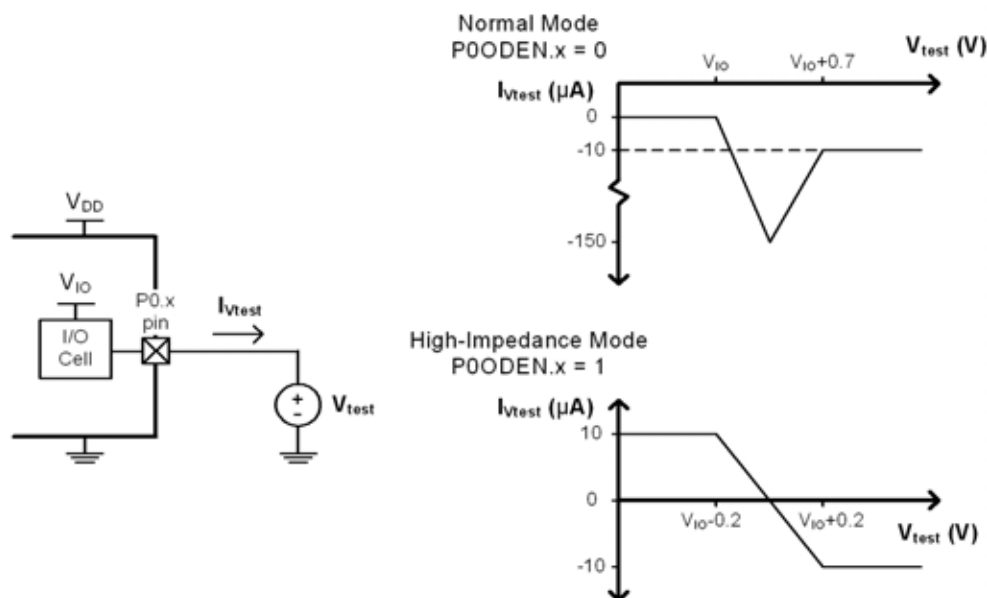 Normal Mode
P0ODEN.x = 0
V_test (V)
V_IO
V_IO+0.7
I_Vtest (µA)
0
-10
-150
V_DD
V_IO
P0.x
pin
I/O
Cell
I_Vtest
+
-
V_test
High-Impedance Mode
P0ODEN.x = 1
I_Vtest (µA)
10
0
V_IO-0.2
V_IO+0.2
V_test (V)
-10